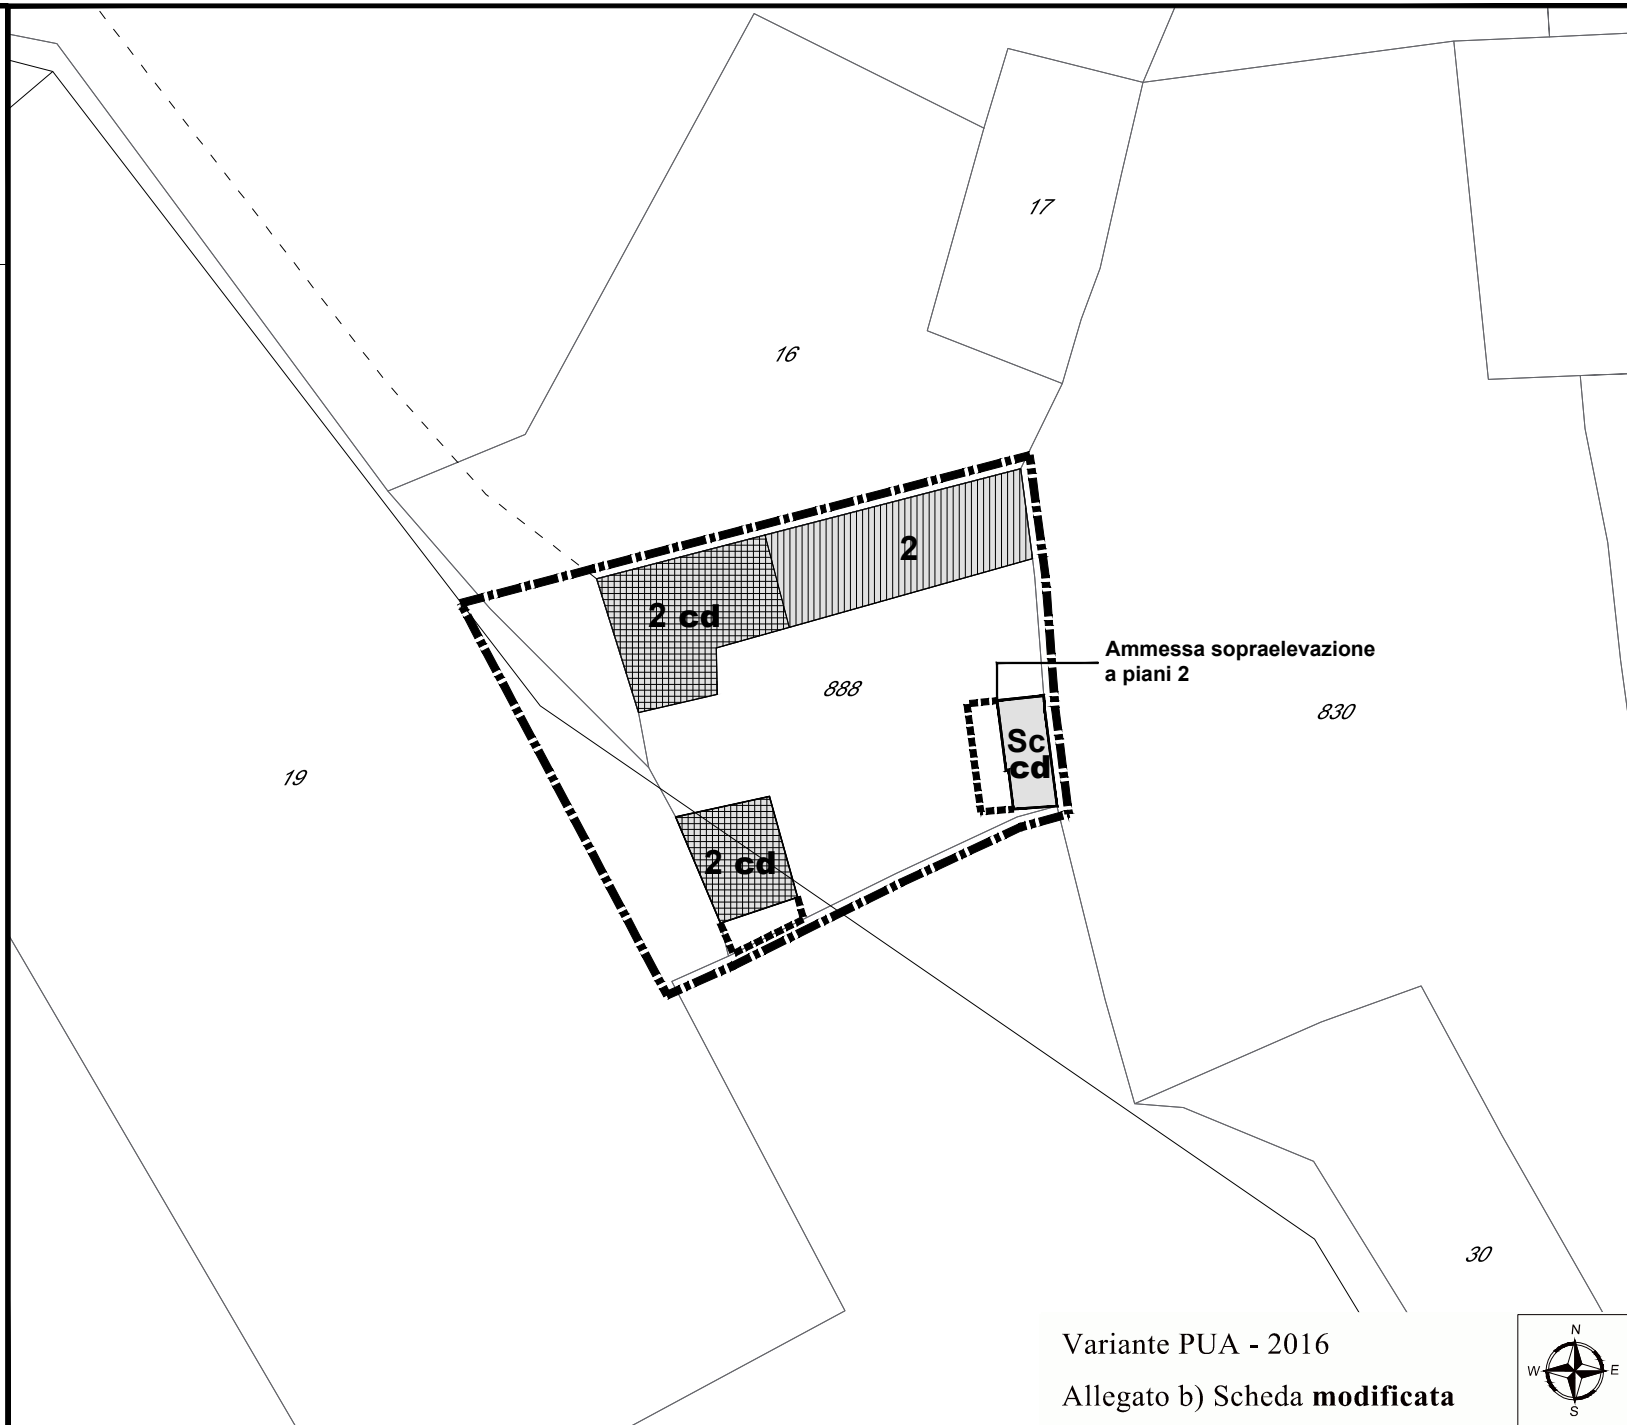 17
16
2
2 cd
Ammessa sopraelevazione
a piani 2
888
830
Sc
cd
19
2 cd
30
Variante PUA - 2016
Allegato b) Scheda modificata
N
W E
S